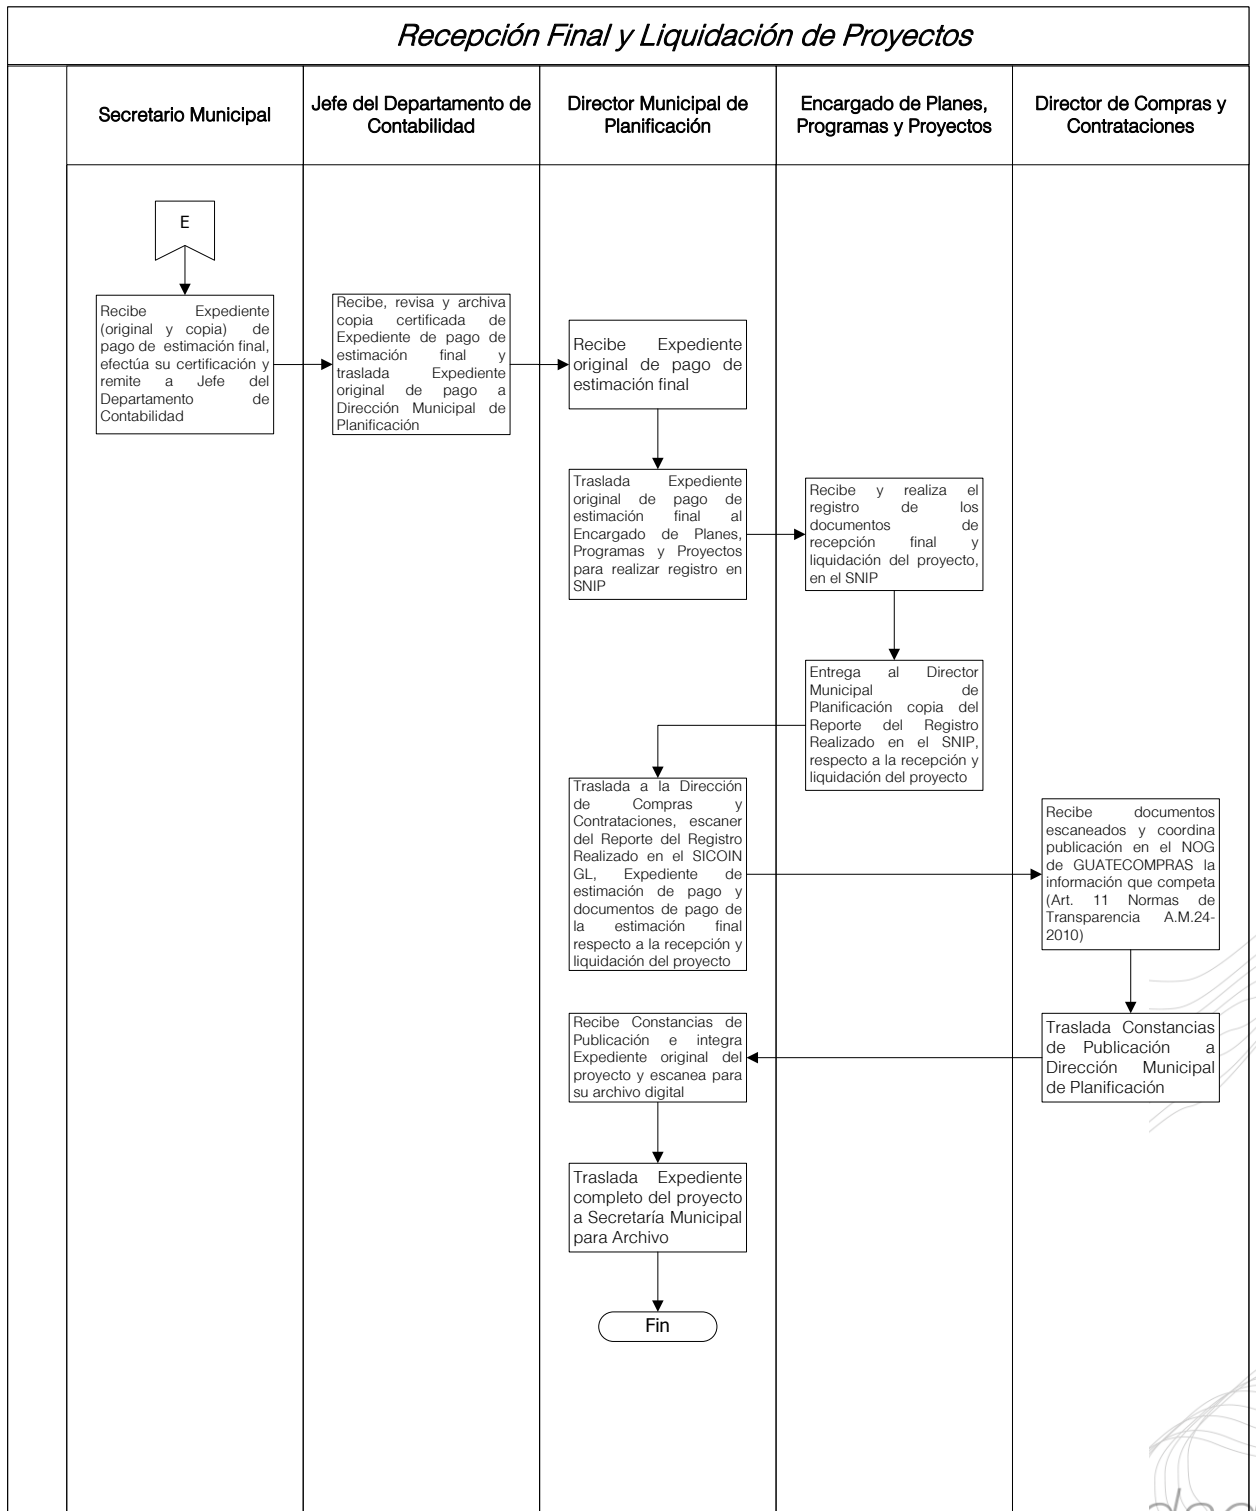 Recepción Final y Liquidación de Proyectos
Secretario Municipal
Jefe del Departamento de
Contabilidad
Director Municipal de
Planificación
Encargado de Planes,
Programas y Proyectos
Director de Compras y
Contrataciones
E
Recibe Expediente
(original y copia) de
pago de estimación final,
efectúa su certificación y
remite a Jefe del
Departamento de
Contabilidad
Recibe, revisa y archiva
copia certificada de
Expediente de pago de
estimación final y
traslada Expediente
original de pago a
Dirección Municipal de
Planificación
Recibe Expediente
original de pago de
estimación final
Traslada Expediente
original de pago de
estimación final al
Encargado de Planes,
Programas y Proyectos
para realizar registro en
SNIP
Recibe y realiza el
registro de los
documentos de
recepción final y
liquidación del proyecto,
en el SNIP
Entrega al Director
Municipal de
Planificación copia del
Reporte del Registro
Realizado en el SNIP,
respecto a la recepción y
liquidación del proyecto
Traslada a la Dirección
de Compras y
Contrataciones, escaner
del Reporte del Registro
Realizado en el SICOIN
GL, Expediente de
estimación de pago y
documentos de pago de
la estimación final
respecto a la recepción y
liquidación del proyecto
Recibe documentos
escaneados y coordina
publicación en el NOG
de GUATECOMPRAS la
información que competa
(Art. 11 Normas de
Transparencia A.M.24-
2010)
Traslada Constancias
de Publicación a
Dirección Municipal
de Planificación
Recibe Constancias de
Publicación e integra
Expediente original del
proyecto y escanea para
su archivo digital
Traslada Expediente
completo del proyecto
a Secretaría Municipal
para Archivo
Fin